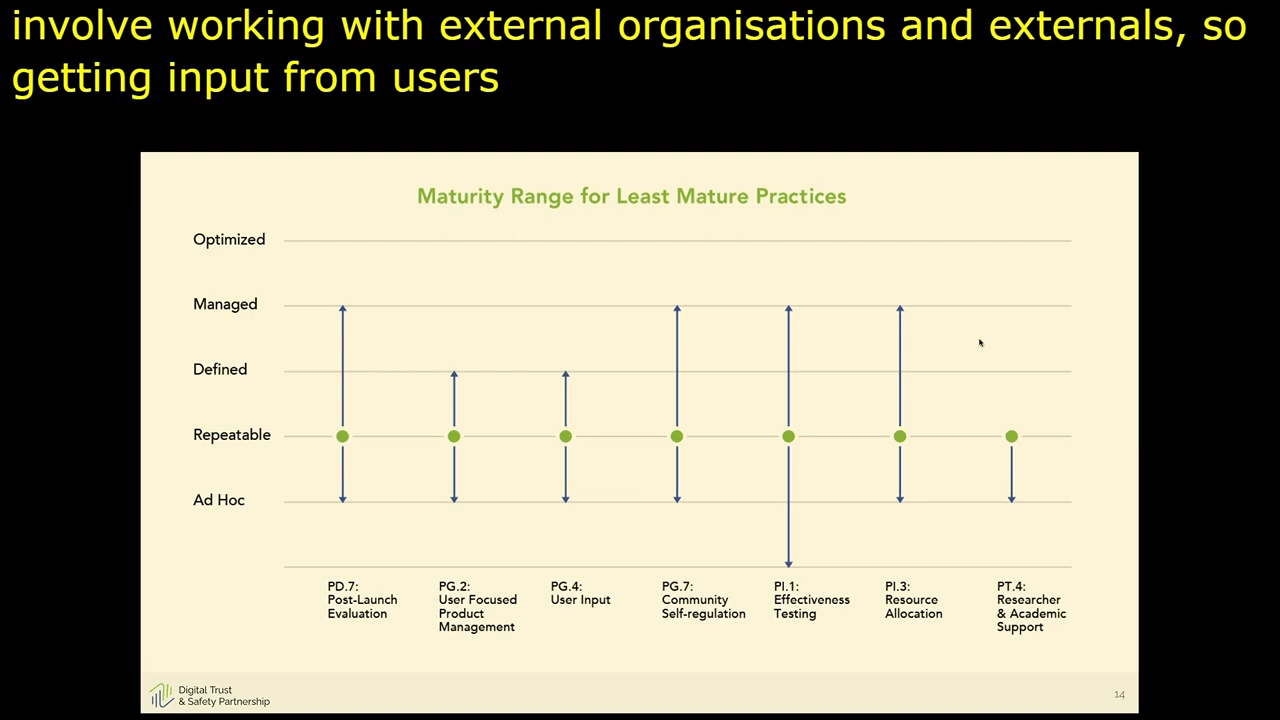 involve working with external organisations and externals, so
getting input from users
Maturity Range for Least Mature Practices
Optimized
Managed
Defined
Repeatable
Ad Hoc
PD.7:
Post-Launch
Evaluation
PG.2:
User Focused
Product
Management
PG.4:
User Input
PG.7:
Community
Self-regulation
PI.1:
Effectiveness
Testing
PI.3:
Resource
Allocation
PT.4:
Researcher
& Academic
Support
Digital Trust
& Safety Partnership
14